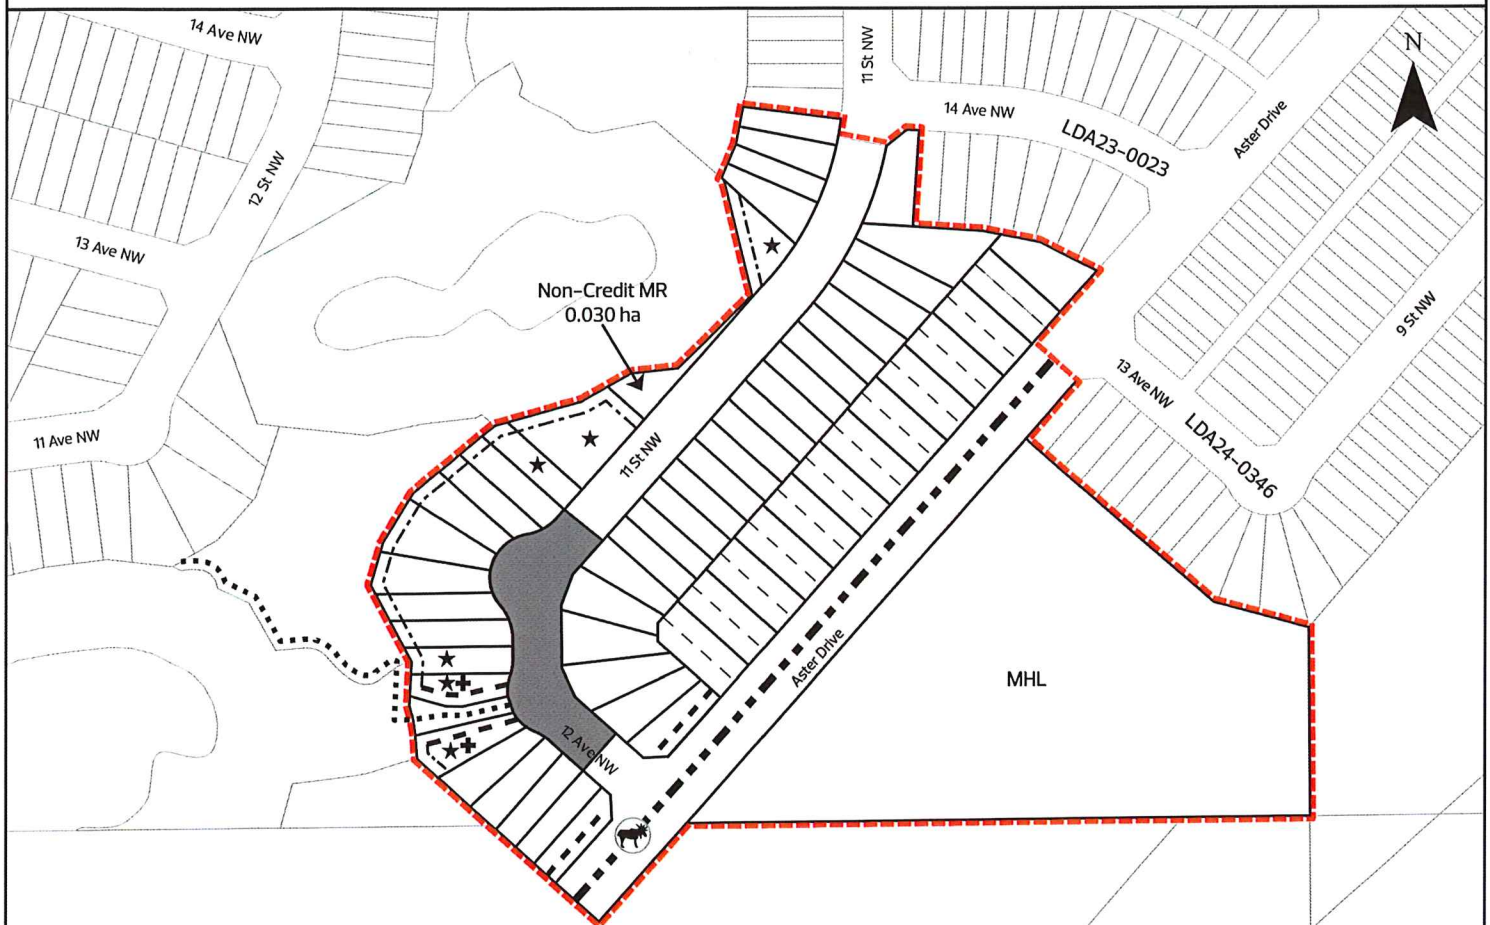 14 Ave NW
11 St NW
N
14 Ave NW
LDA23-0023
Aster Drive
12 St NW
13 Ave NW
Non-Credit MR
0.030 ha
9 St NW
13 Ave NW
11 Ave NW
LDA24-0346
11 St NW
Aster Drive
MHL
12 Ave NW